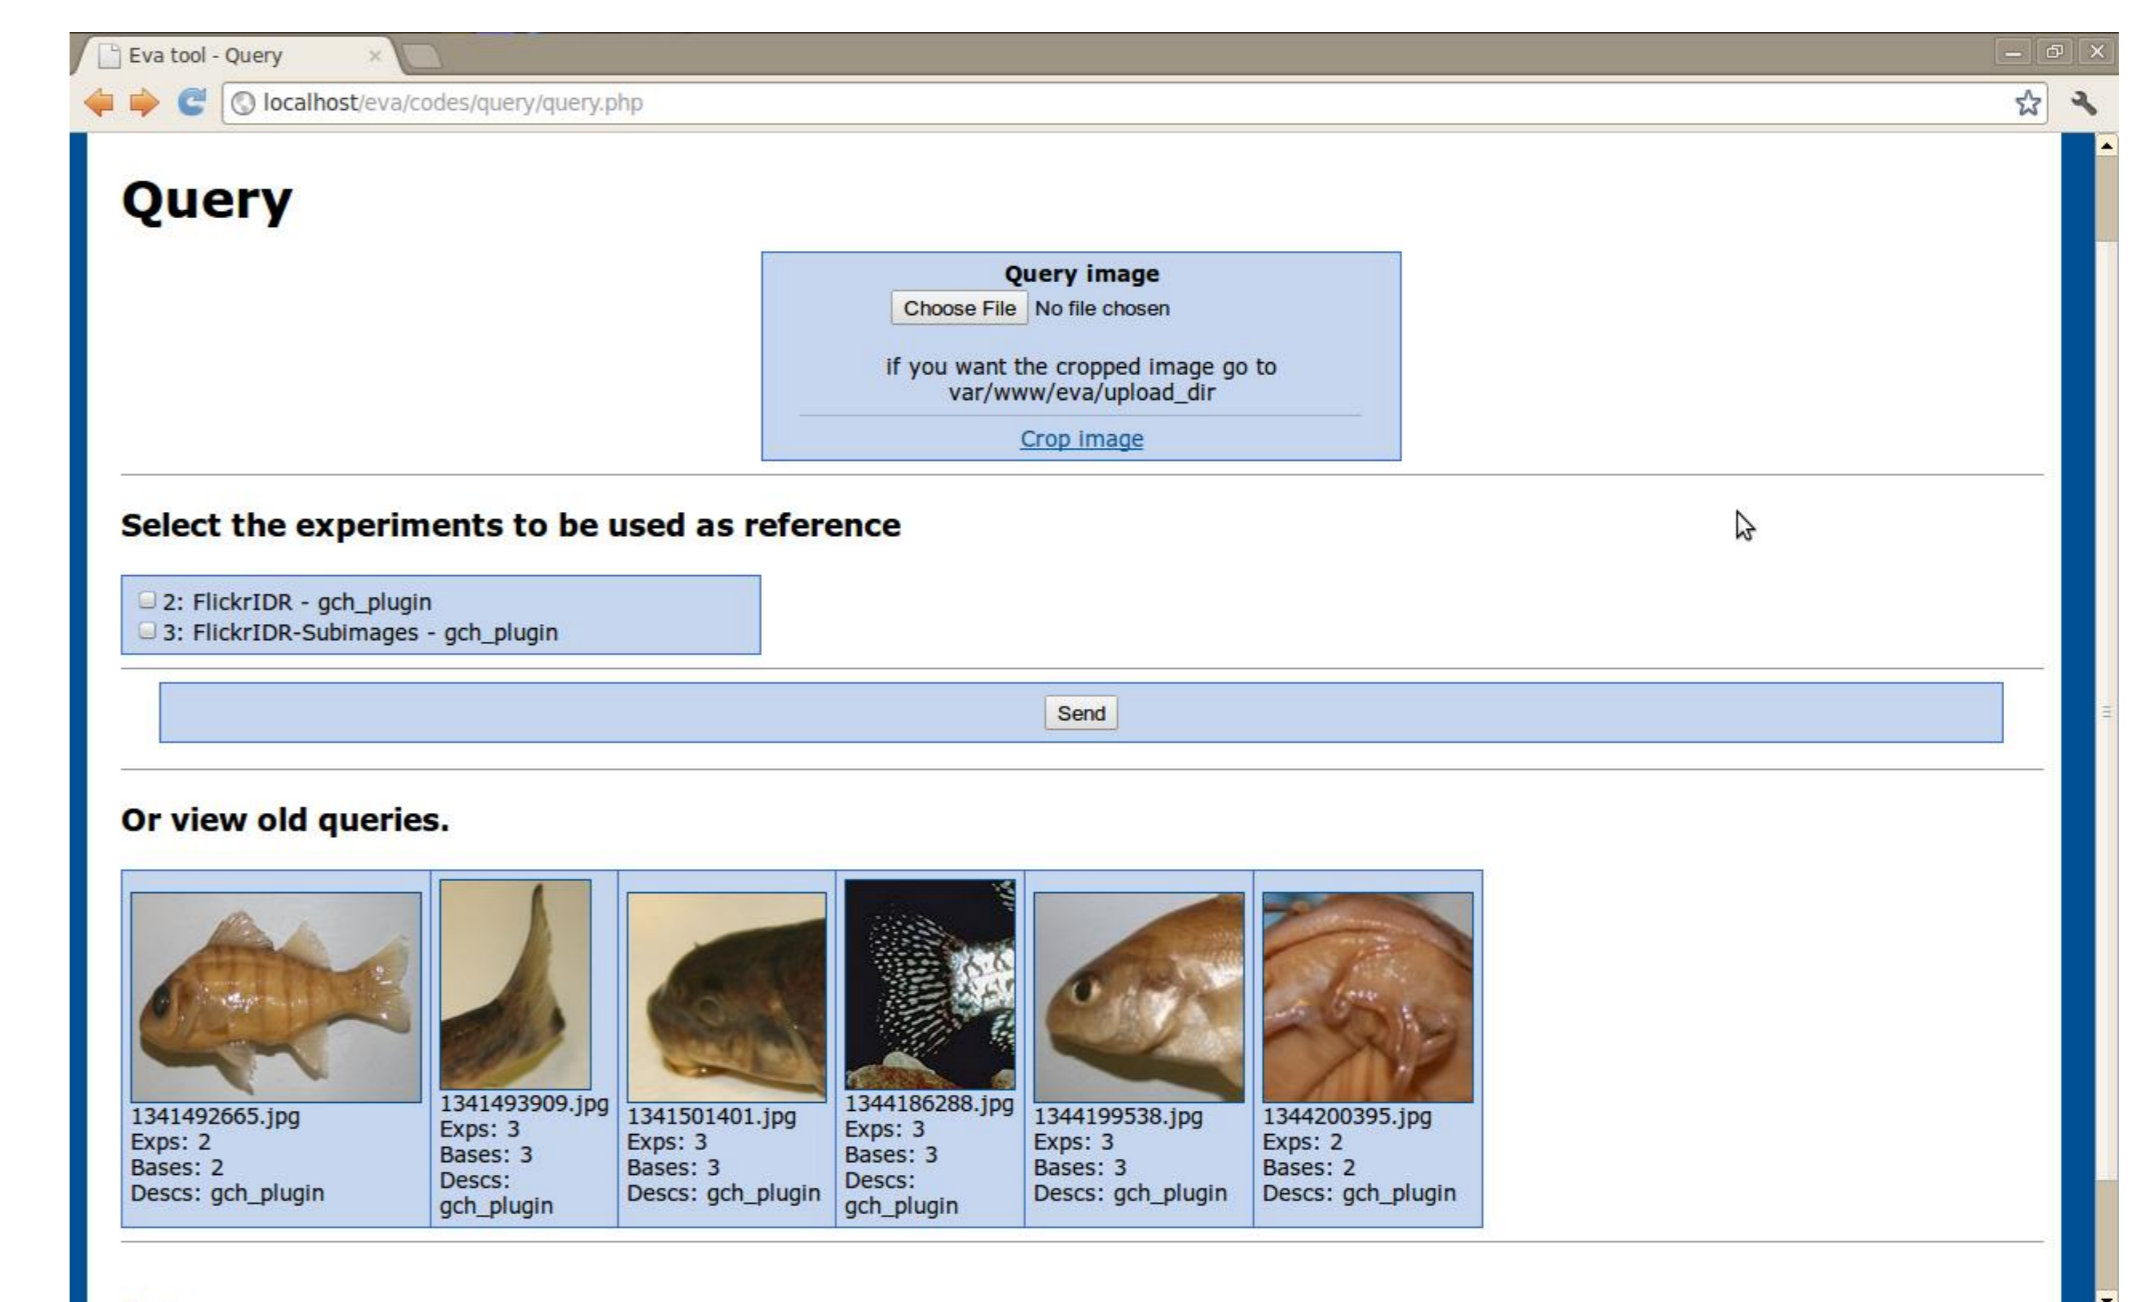 Eva tool - Query
localhost/eva/codes/query/query.php
Query
Query image
Choose File No file chosen
if you want the cropped image go to
var/www/eva/upload_dir
Crop image
Select the experiments to be used as reference
2: FlickrIDR - gch_plugin
3: FlickrIDR-Subimages - gch_plugin
Send
Or view old queries.
1341492665.jpg
Exps: 2
Bases: 2
Descs: gch_plugin
1341493909.jpg
Exps: 3
Bases: 3
Descs:
gch_plugin
1341501401.jpg
Exps: 3
Bases: 3
Descs: gch_plugin
1344186288.jpg
Exps: 3
Bases: 3
Descs:
gch_plugin
1344199538.jpg
Exps: 3
Bases: 3
Descs: gch_plugin
1344200395.jpg
Exps: 2
Bases: 2
Descs: gch_plugin